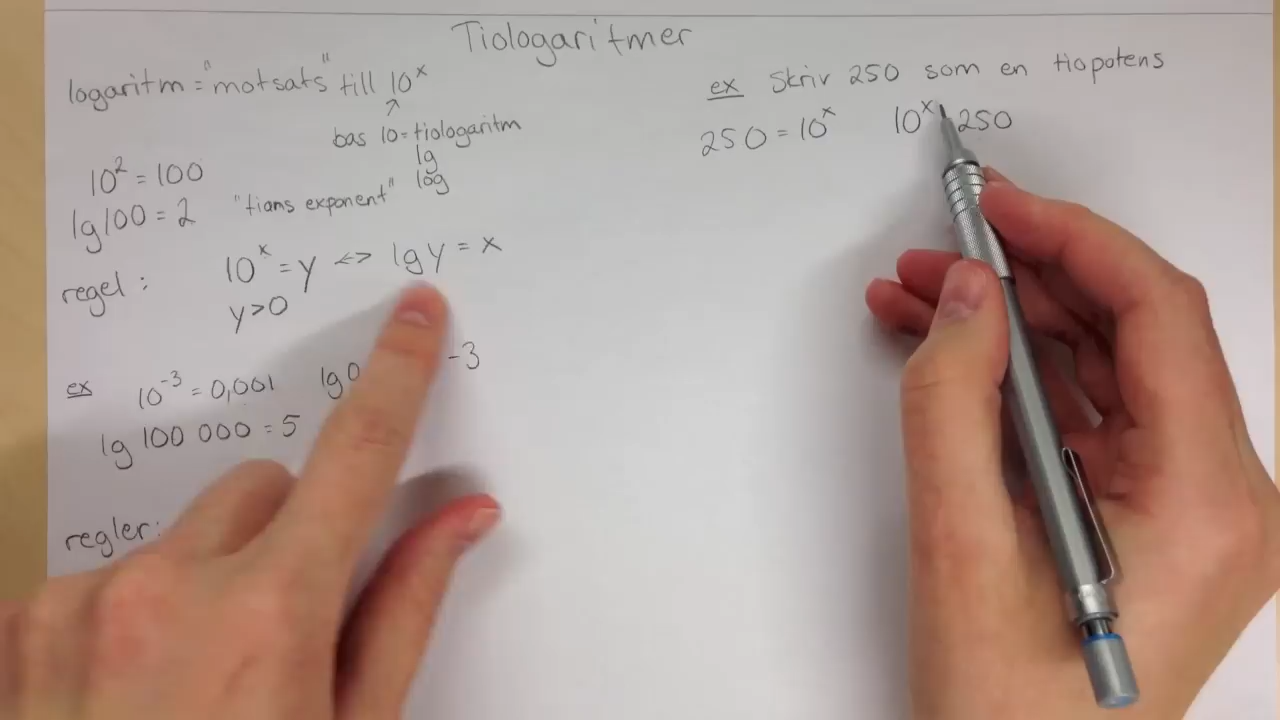 Tiologaritmer
logaritm = "motsats" till 10^x
bas 10 = tiologaritm
lg
log
10^2 = 100
lg 100 = 2 "tians exponent"
regel : 10^x = y <-> lg y = x
y > 0
ex 10^-3 = 0,001 lg 0 -3
lg 100 000 = 5
regler:
ex Skriv 250 som en tiopotens
250 = 10^x 10^x 250